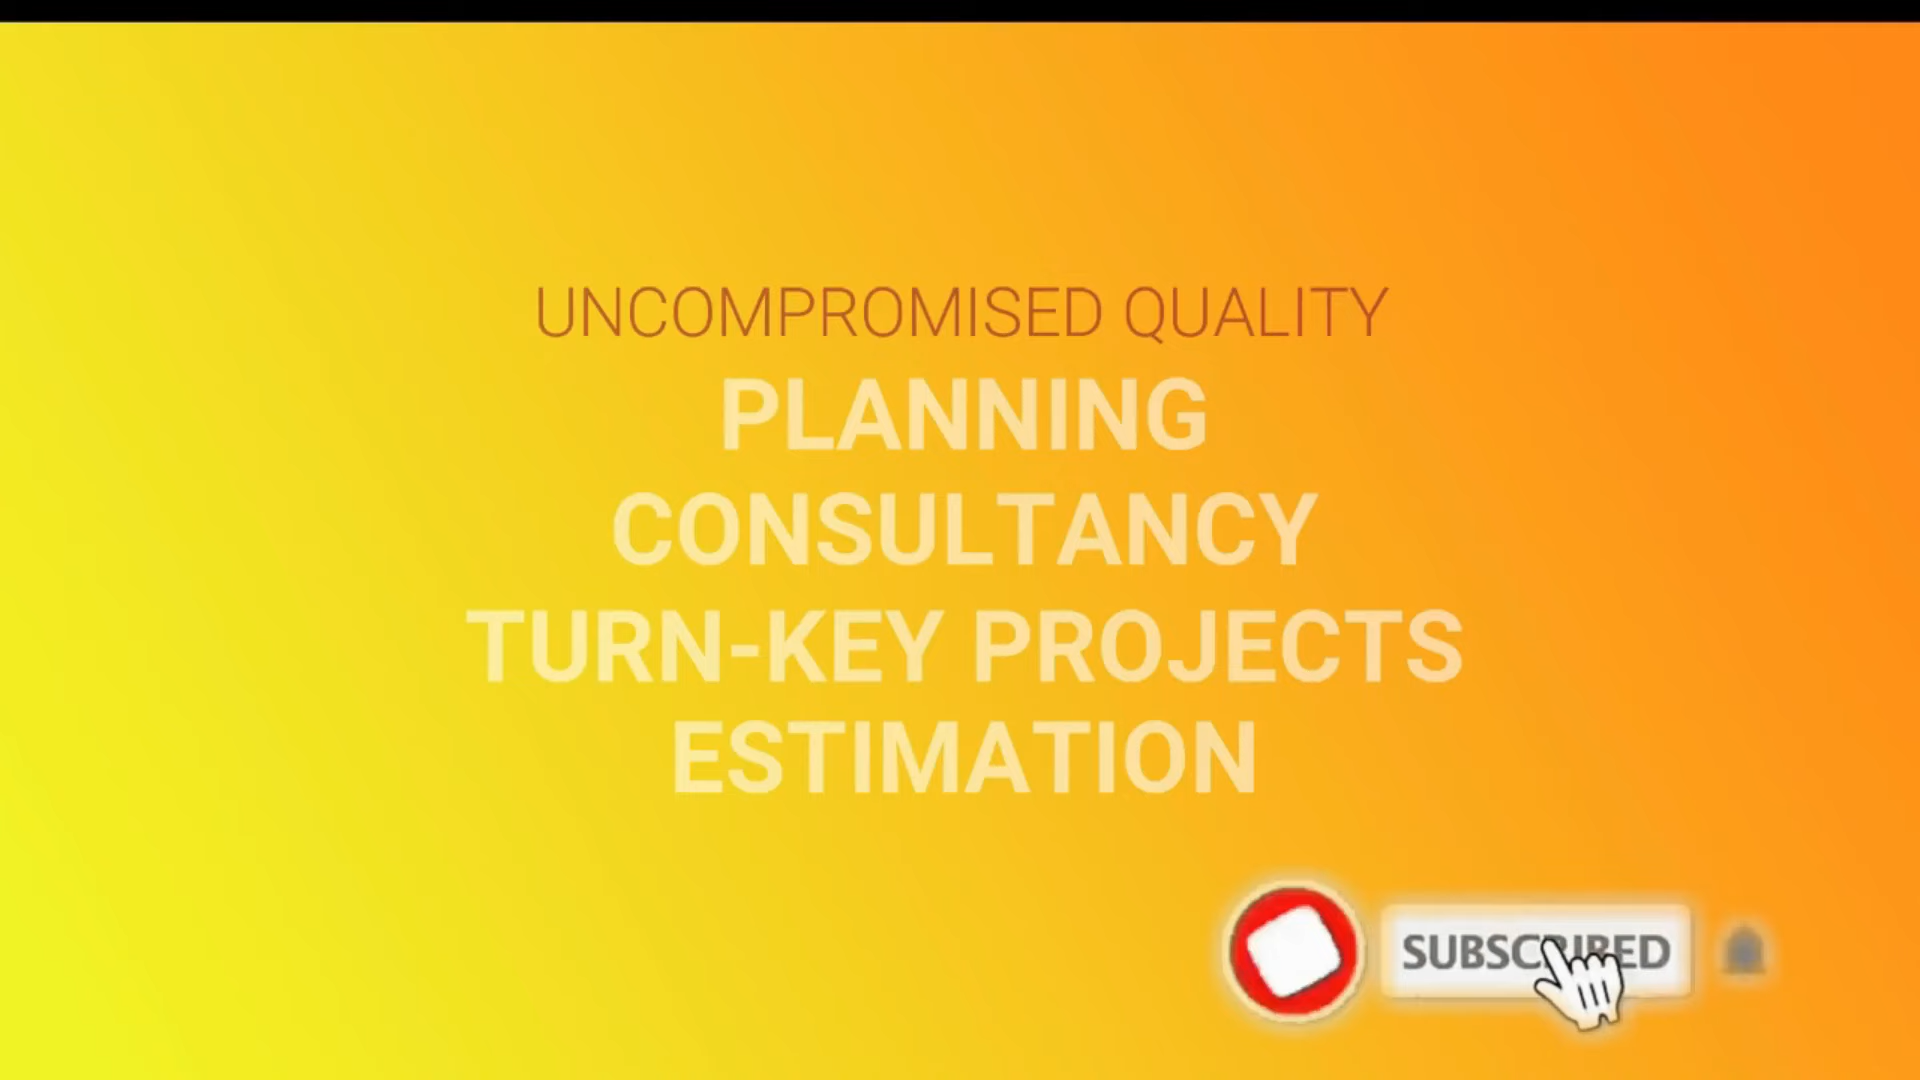 UNCOMPROMISED QUALITY
PLANNING
CONSULTANCY
TURN-KEY PROJECTS
ESTIMATION
SUBSCRIBED